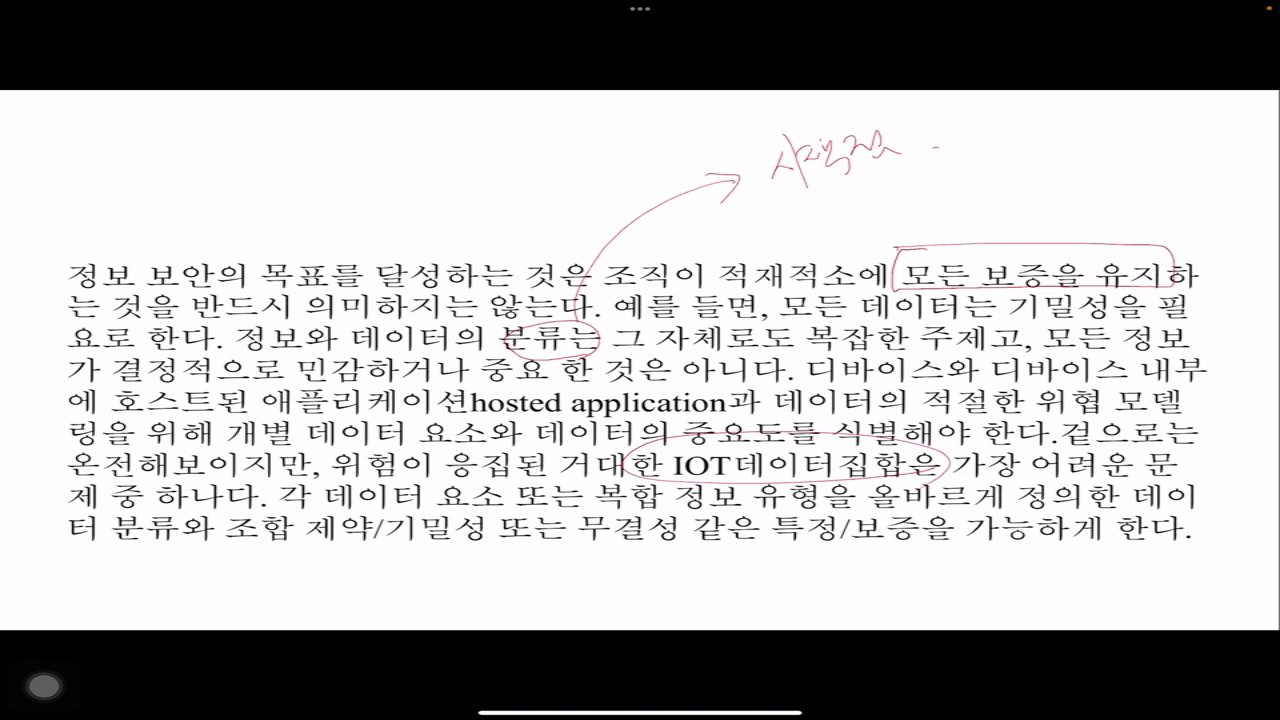 정보 보안의 목표를 달성하는 것은 조직이 적재적소에 모든 보증을 유지하
는 것을 반드시 의미하지는 않는다. 예를 들면, 모든 데이터는 기밀성을 필
요로 한다. 정보와 데이터의 분류는 그 자체로도 복잡한 주제고, 모든 정보
가 결정적으로 민감하거나 중요 한 것은 아니다. 디바이스와 디바이스 내부
에 호스트된 애플리케이션hosted application과 데이터의 적절한 위협 모델
링을 위해 개별 데이터 요소와 데이터의 중요도를 식별해야 한다.겉으로는
온전해보이지만, 위험이 응집된 거대한 IOT데이터집합은 가장 어려운 문
제 중 하나다. 각 데이터 요소 또는 복합 정보 유형을 올바르게 정의한 데이
터 분류와 조합 제약/기밀성 또는 무결성 같은 특정/보증을 가능하게 한다.